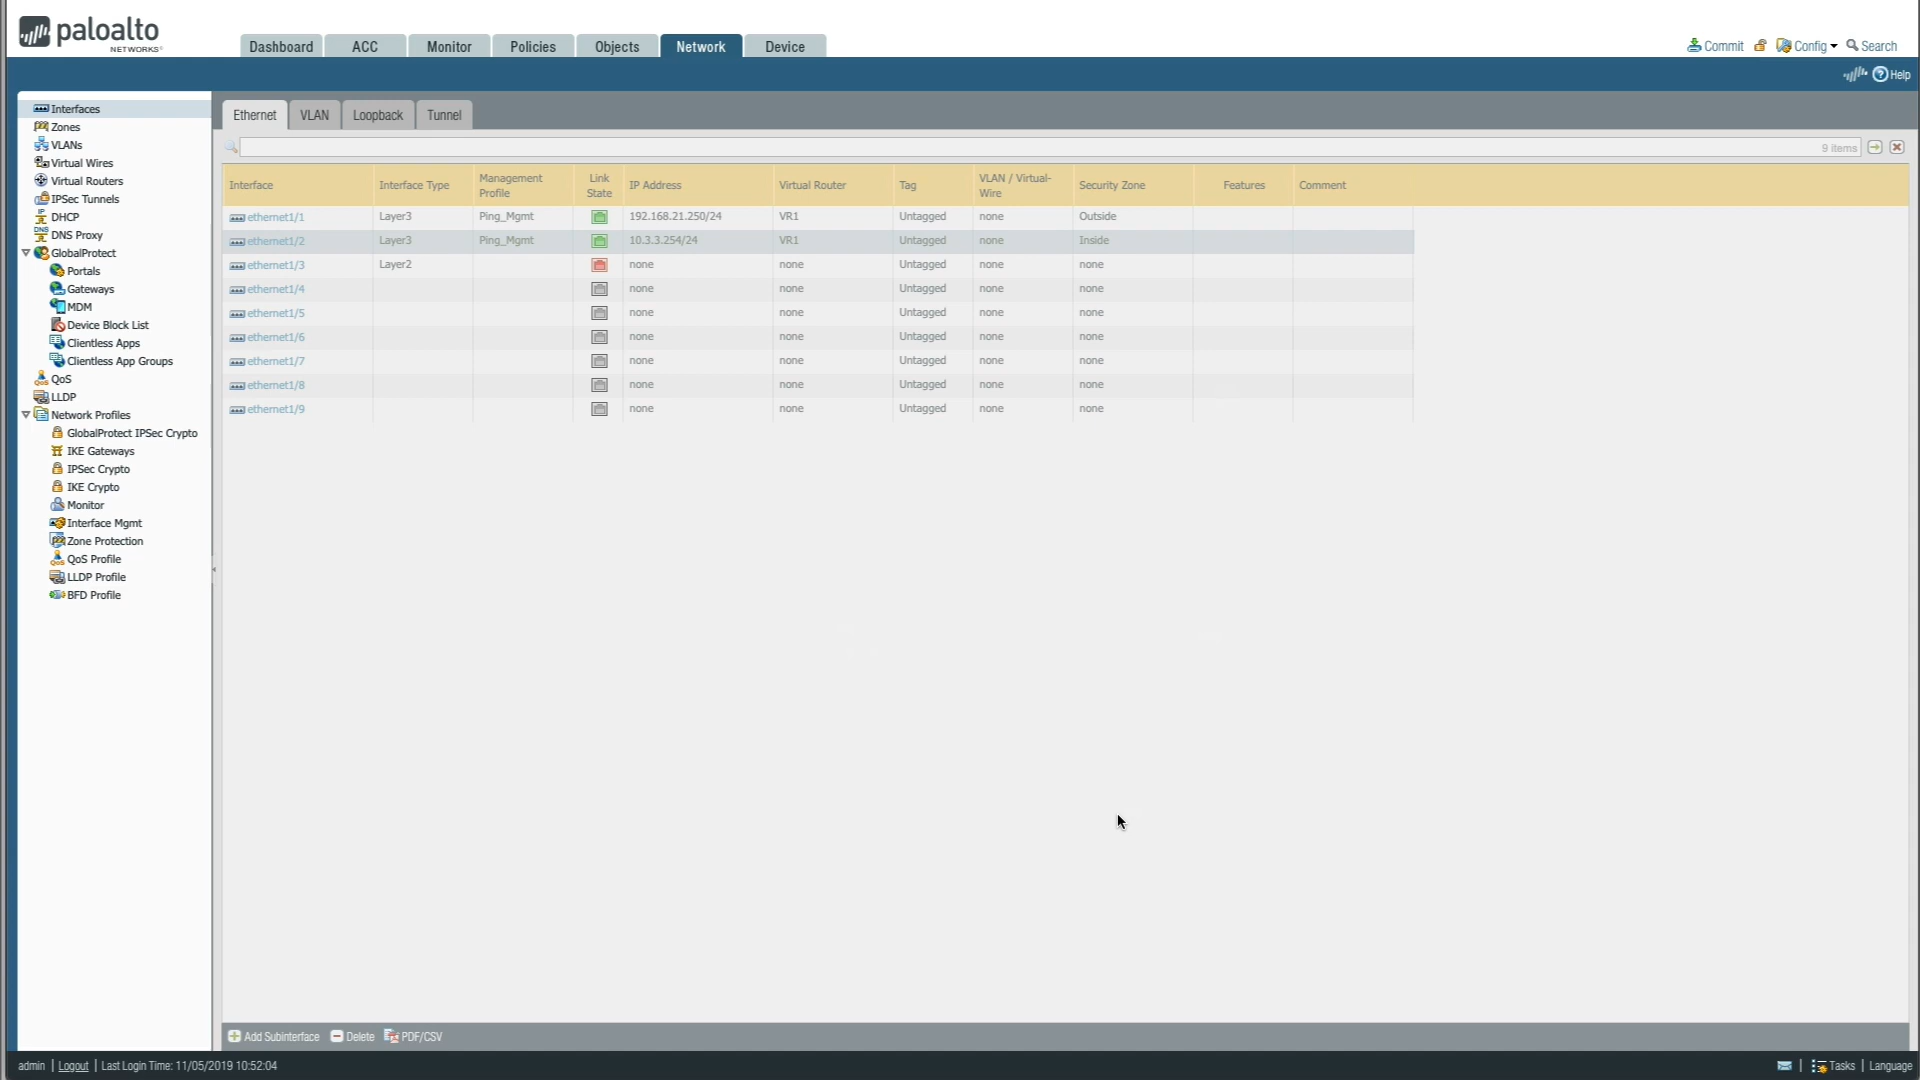 paloalto
NETWORKS®
Dashboard ACC Monitor Policies Objects Network Device
Commit Config Search
Help
Interfaces
Zones
VLANs
Virtual Wires
Virtual Routers
IPSec Tunnels
DHCP
DNS Proxy
GlobalProtect
Portals
Gateways
MDM
Device Block List
Clientless Apps
Clientless App Groups
QoS
LLDP
Network Profiles
GlobalProtect IPSec Crypto
IKE Gateways
IPSec Crypto
IKE Crypto
Monitor
Interface Mgmt
Zone Protection
QoS Profile
LLDP Profile
BFD Profile
Ethernet VLAN Loopback Tunnel
9 items
Interface Interface Type Management Profile Link State IP Address Virtual Router Tag VLAN / Virtual-Wire Security Zone Features Comment
ethernet1/1 Layer3 Ping_Mgmt 192.168.21.250/24 VR1 Untagged none Outside
ethernet1/2 Layer3 Ping_Mgmt 10.3.3.254/24 VR1 Untagged none Inside
ethernet1/3 Layer2 none none Untagged none none
ethernet1/4 none none Untagged none none
ethernet1/5 none none Untagged none none
ethernet1/6 none none Untagged none none
ethernet1/7 none none Untagged none none
ethernet1/8 none none Untagged none none
ethernet1/9 none none Untagged none none
Add Subinterface Delete PDF/CSV
admin | Logout | Last Login Time: 11/05/2019 10:52:04
| Tasks | Language